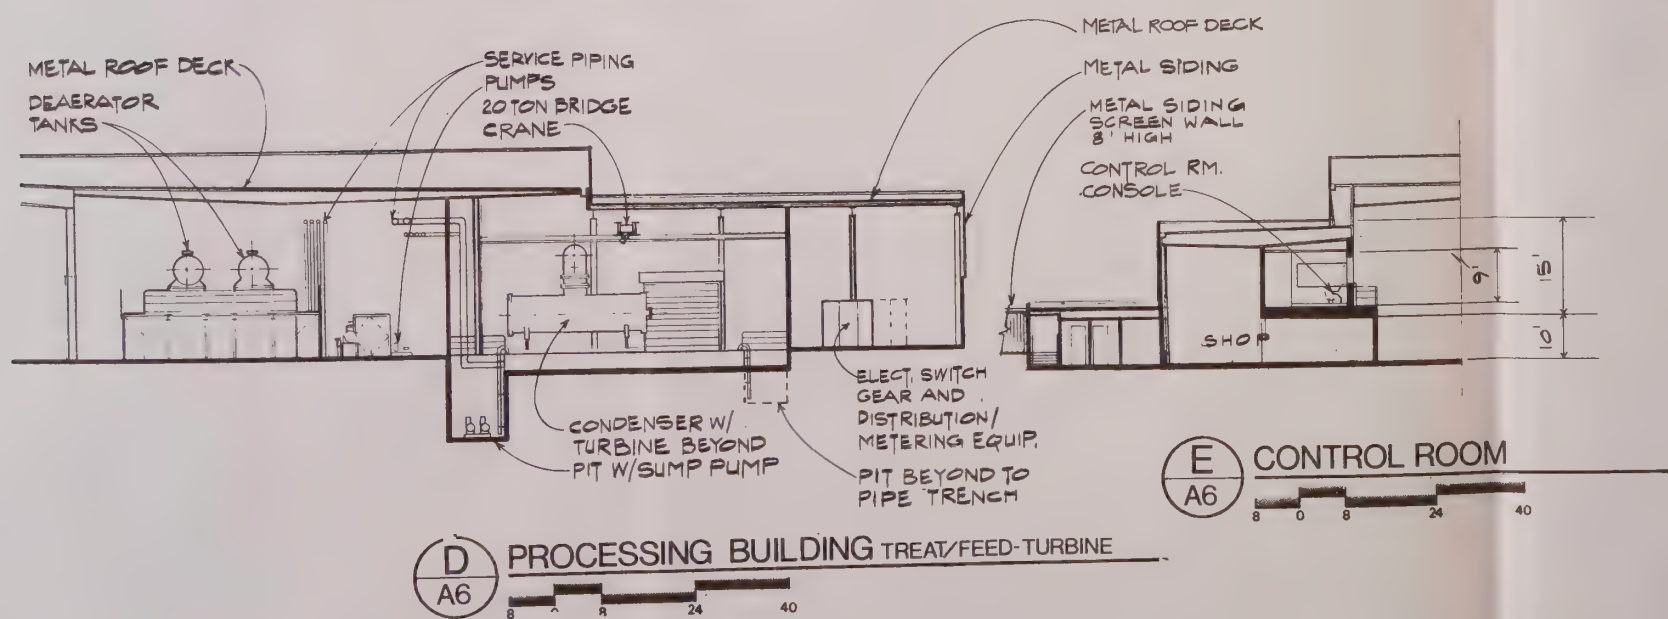 METAL ROOF DECK
DEAERATOR
TANKS
SERVICE PIPING
PUMPS
20 TON BRIDGE
CRANE
METAL ROOF DECK
METAL SIDING
METAL SIDING
SCREEN WALL
8' HIGH
CONTROL RM.
CONSOLE
9'
15'
10'
SHOP
CONDENSER W/
TURBINE BEYOND
PIT W/SUMP PUMP
ELECT. SWITCH
GEAR AND
DISTRIBUTION/
METERING EQUIP.
PIT BEYOND TO
PIPE TRENCH
E
A6
CONTROL ROOM
8 0 8 24 40
D
A6
PROCESSING BUILDING TREAT/FEED-TURBINE
8 0 8 24 40